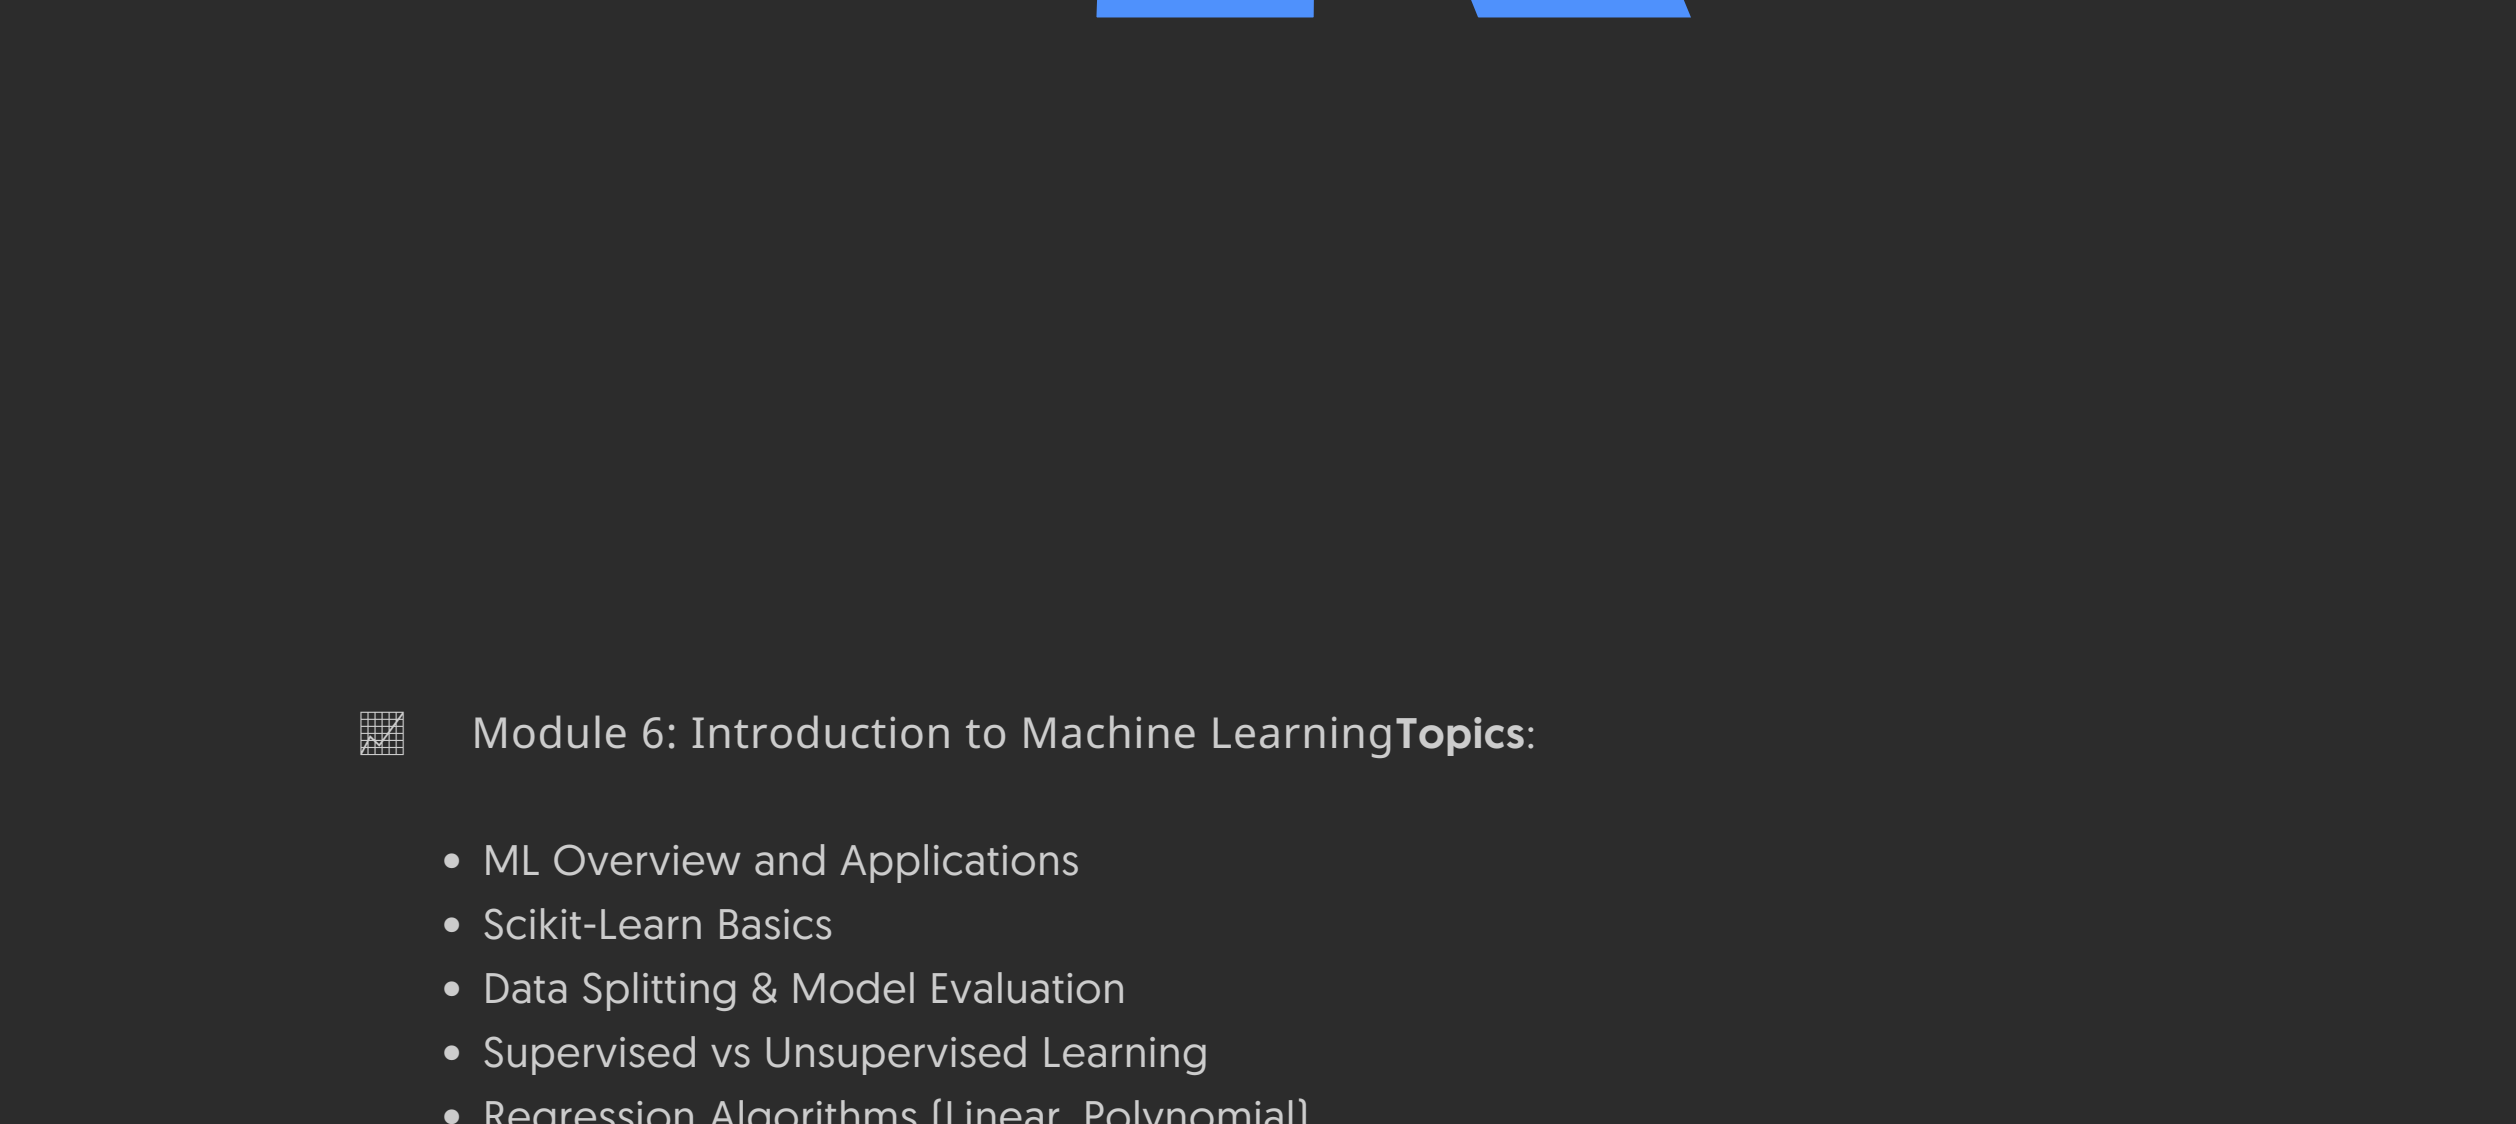 Module 6: Introduction to Machine LearningTopics:
ML Overview and Applications
Scikit-Learn Basics
Data Splitting & Model Evaluation
Supervised vs Unsupervised Learning
Regression Algorithms (Linear, Polynomial)